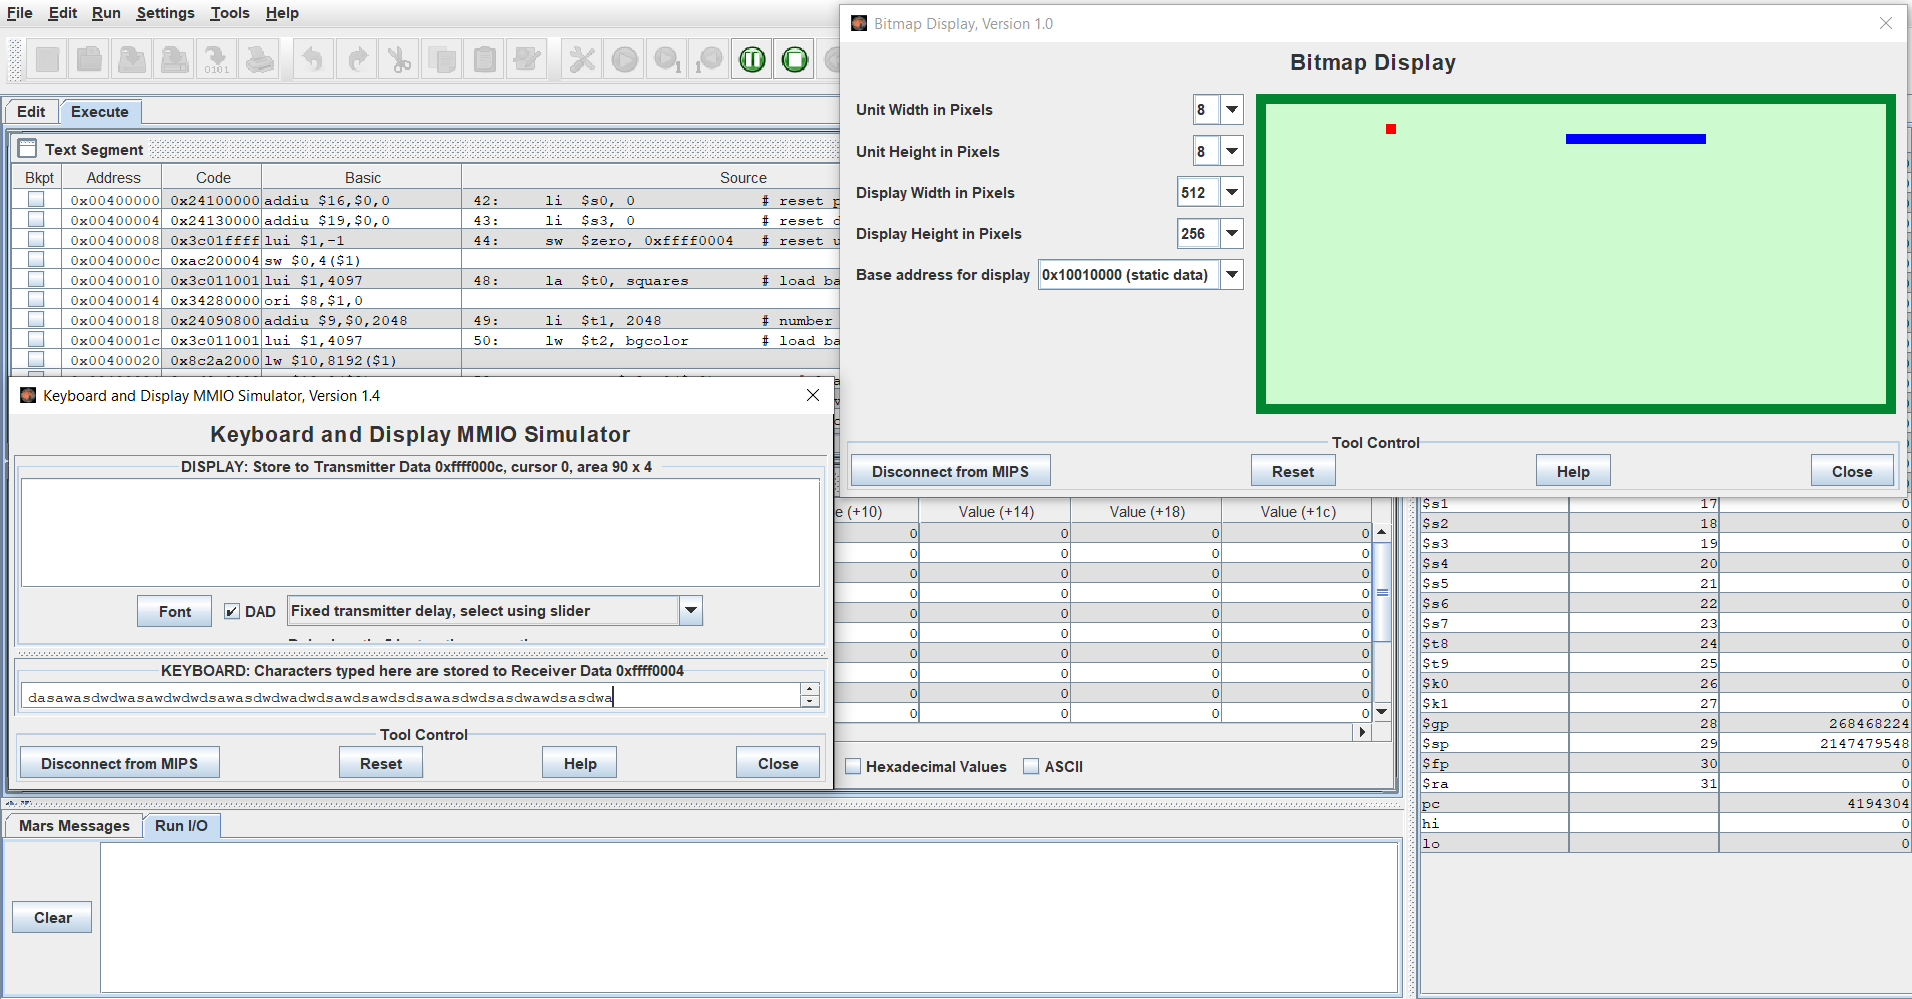 File Edit Run Settings Tools Help
Edit Execute
Text Segment
Bkpt Address Code Basic Source
0x00400000 0x24100000 addiu $16,$0,0 42: li $s0, 0 # reset p
0x00400004 0x24130000 addiu $19,$0,0 43: li $s3, 0 # reset d
0x00400008 0x3c01ffff lui $1,-1 44: sw $zero, 0xffff0004 # reset u
0x0040000c 0xac200004 sw $0,4($1)
0x00400010 0x3c011001 lui $1,4097 48: la $t0, squares # load ba
0x00400014 0x34280000 ori $8,$1,0
0x00400018 0x24090800 addiu $9,$0,2048 49: li $t1, 2048 # number
0x0040001c 0x3c011001 lui $1,4097 50: lw $t2, bgcolor # load ba
0x00400020 0x8c2a2000 lw $10,8192($1)
Bitmap Display, Version 1.0
Bitmap Display
Unit Width in Pixels 8
Unit Height in Pixels 8
Display Width in Pixels 512
Display Height in Pixels 256
Base address for display 0x10010000 (static data)
Tool Control
Disconnect from MIPS Reset Help Close
Keyboard and Display MMIO Simulator, Version 1.4
Keyboard and Display MMIO Simulator
DISPLAY: Store to Transmitter Data 0xffff000c, cursor 0, area 90 x 4
Font DAD Fixed transmitter delay, select using slider
KEYBOARD: Characters typed here are stored to Receiver Data 0xffff0004
dasawasdwdwasawdwdwdsawasdwdwadwdsawdsawdsdsawasdwdsasdwawdsasdwa
Tool Control
Disconnect from MIPS Reset Help Close
e (+10) Value (+14) Value (+18) Value (+1c)
0 0 0 0
0 0 0 0
0 0 0 0
0 0 0 0
0 0 0 0
0 0 0 0
0 0 0 0
0 0 0 0
0 0 0 0
0 0 0 0
Hexadecimal Values ASCII
$s1 17 0
$s2 18 0
$s3 19 0
$s4 20 0
$s5 21 0
$s6 22 0
$s7 23 0
$t8 24 0
$t9 25 0
$k0 26 0
$k1 27 0
$gp 28 268468224
$sp 29 2147479548
$fp 30 0
$ra 31 0
pc 4194304
hi 0
lo 0
Mars Messages Run I/O
Clear